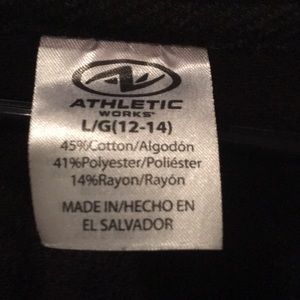 ATHLETIC
WORKS
L/G(12-14)
45%Cotton/Algodón
41%Polyester/Poliéster
14%Rayon/Rayón
MADE IN/HECHO EN
EL SALVADOR